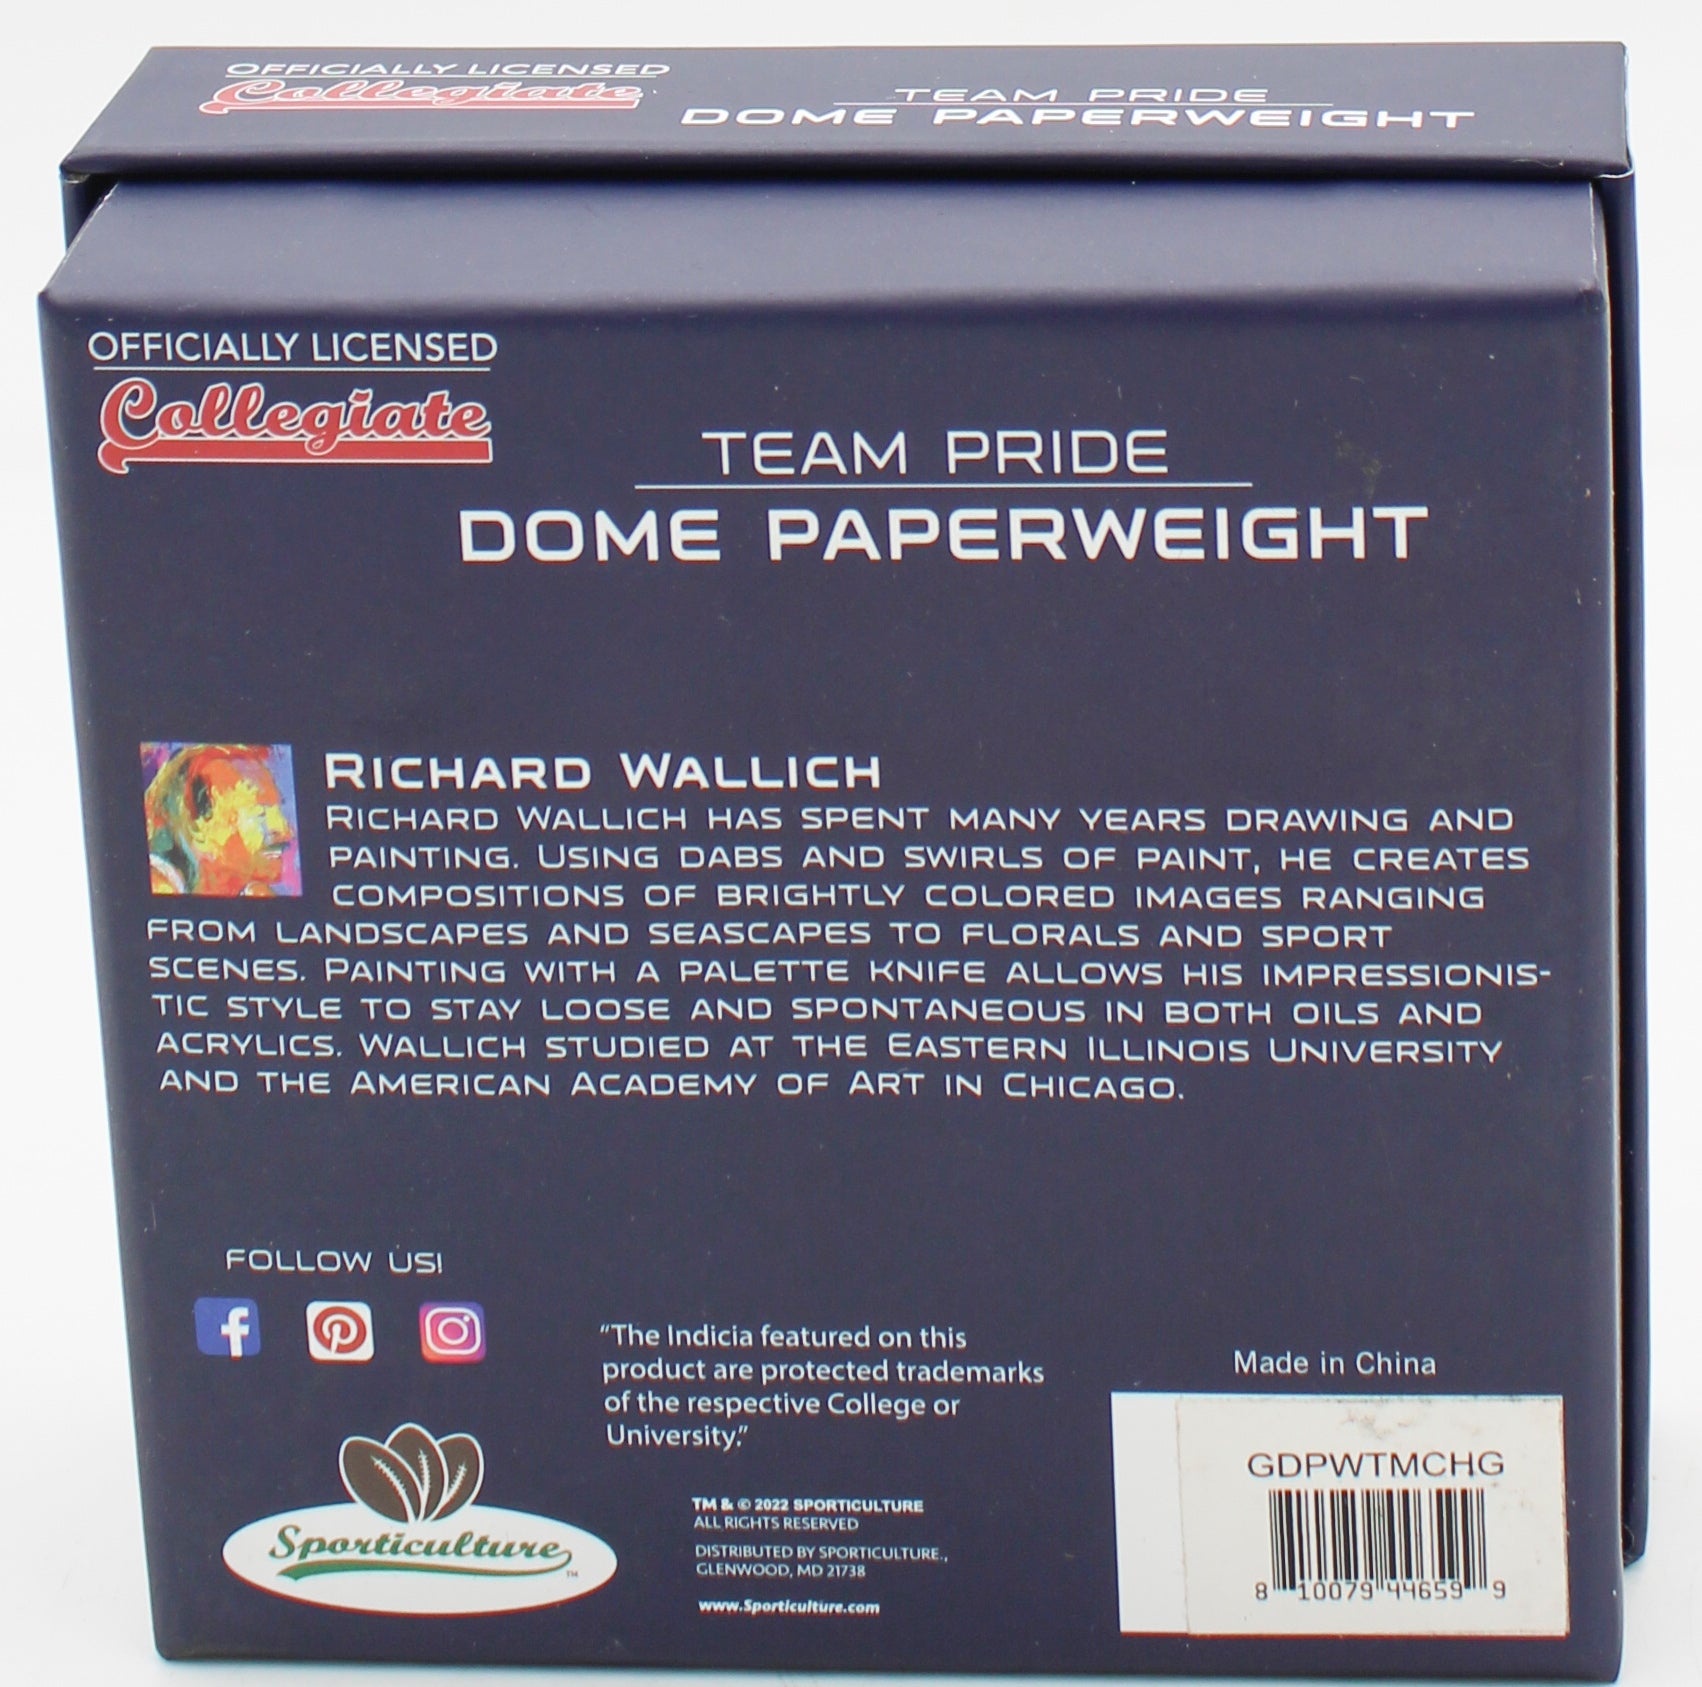 OFFICIALLY LICENSED
Collegiate
TEAM PRIDE
DOME PAPERWEIGHT
OFFICIALLY LICENSED
Collegiate
TEAM PRIDE
DOME PAPERWEIGHT
RICHARD WALLICH
RICHARD WALLICH HAS SPENT MANY YEARS DRAWING AND
PAINTING. USING DABS AND SWIRLS OF PAINT, HE CREATES
COMPOSITIONS OF BRIGHTLY COLORED IMAGES RANGING
FROM LANDSCAPES AND SEASCAPES TO FLORALS AND SPORT
SCENES. PAINTING WITH A PALETTE KNIFE ALLOWS HIS IMPRESSIONIS-
TIC STYLE TO STAY LOOSE AND SPONTANEOUS IN BOTH OILS AND
ACRYLICS. WALLICH STUDIED AT THE EASTERN ILLINOIS UNIVERSITY
AND THE AMERICAN ACADEMY OF ART IN CHICAGO.
FOLLOW US!
"The Indicia featured on this
product are protected trademarks
of the respective College or
University."
Sporticulture™
TM & © 2022 SPORTICULTURE
ALL RIGHTS RESERVED
DISTRIBUTED BY SPORTICULTURE.,
GLENWOOD, MD 21738
www.Sporticulture.com
Made in China
GDPWTMCHG
8 10079 44659 9